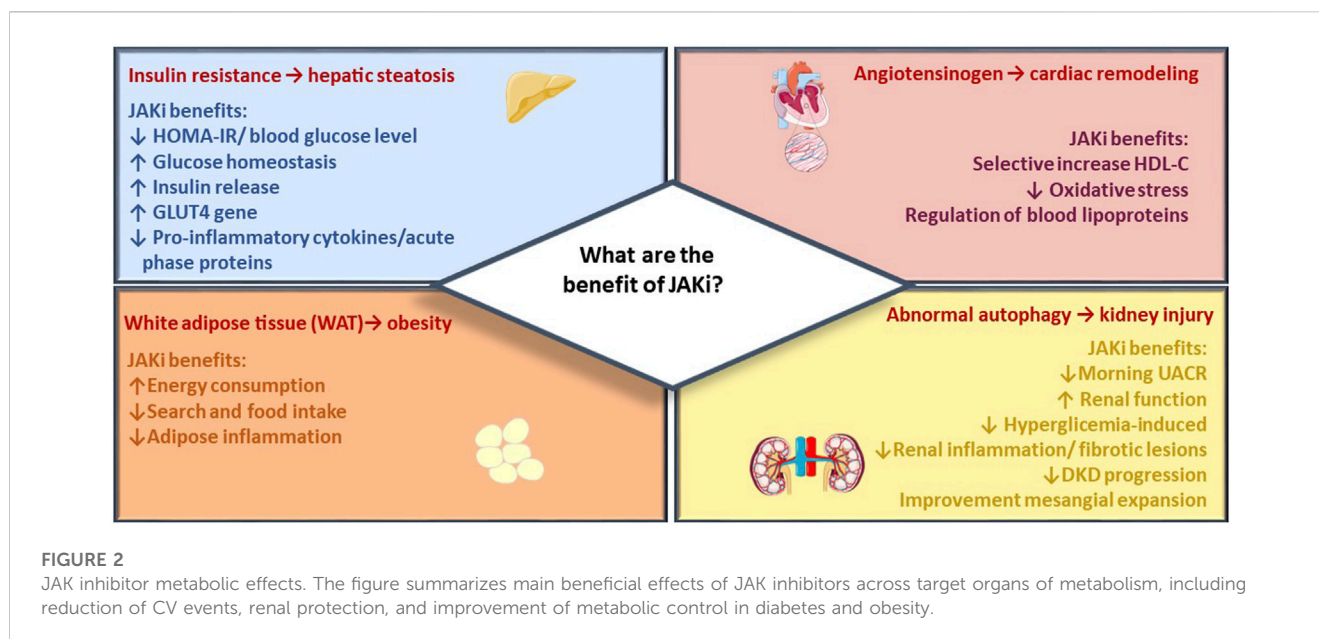 Insulin resistance → hepatic steatosis
JAKi benefits:
↓ HOMA-IR/ blood glucose level
↑ Glucose homeostasis
↑ Insulin release
↑ GLUT4 gene
↓ Pro-inflammatory cytokines/acute
phase proteins
Angiotensinogen → cardiac remodeling
JAKi benefits:
Selective increase HDL-C
↓ Oxidative stress
Regulation of blood lipoproteins
What are the
benefit of JAKi?
White adipose tissue (WAT)→ obesity
JAKi benefits:
↑Energy consumption
↓Search and food intake
↓Adipose inflammation
Abnormal autophagy → kidney injury
JAKi benefits:
↓Morning UACR
↑ Renal function
↓ Hyperglicemia-induced
↓Renal inflammation/ fibrotic lesions
↓DKD progression
Improvement mesangial expansion
FIGURE 2
JAK inhibitor metabolic effects. The figure summarizes main beneficial effects of JAK inhibitors across target organs of metabolism, including
reduction of CV events, renal protection, and improvement of metabolic control in diabetes and obesity.